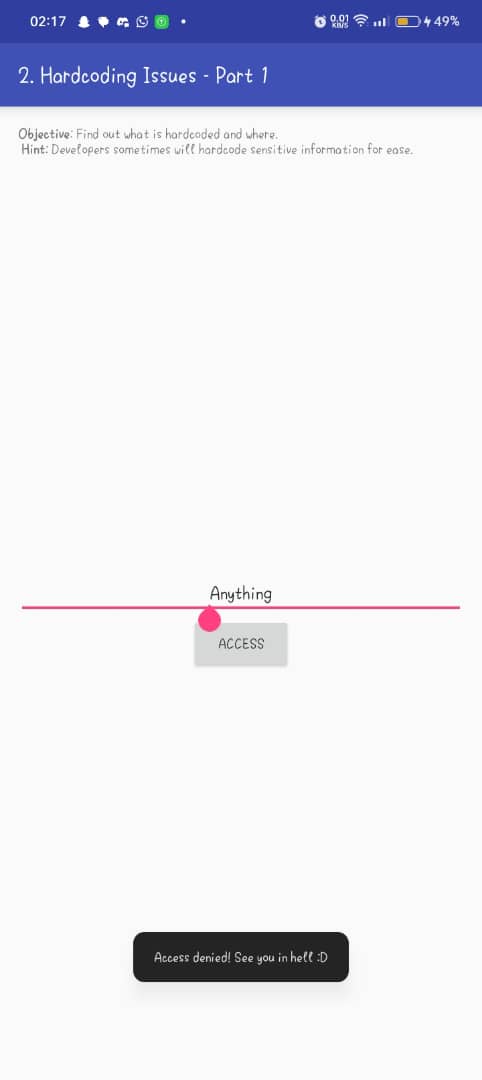 02:17 0.01 KB/S 49%
2. Hardcoding Issues - Part 1
Objective: Find out what is hardcoded and where.
Hint: Developers sometimes will hardcode sensitive information for ease.
Anything
ACCESS
Access denied! See you in hell :D